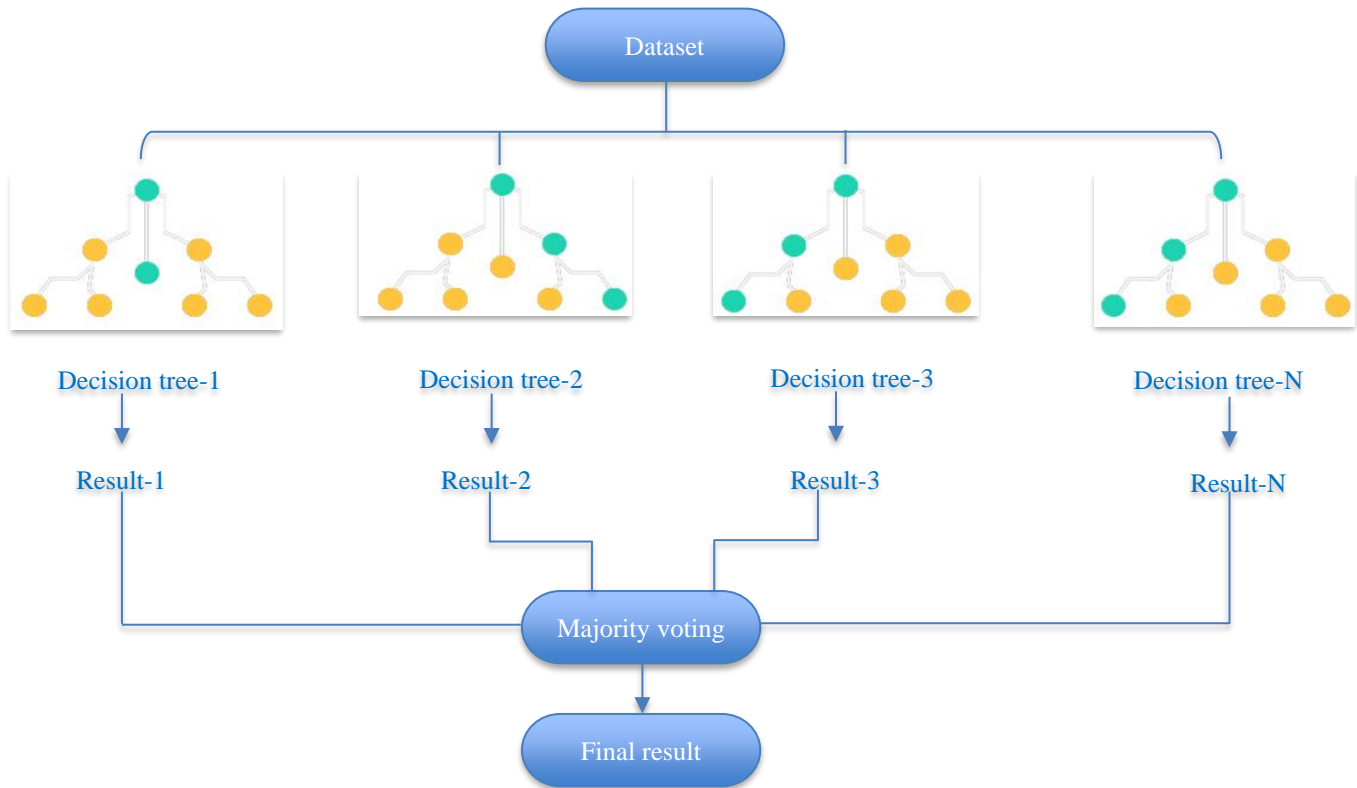 Dataset
Decision tree-1
Decision tree-2
Decision tree-3
Decision tree-N
Result-1
Result-2
Result-3
Result-N
Majority voting
Final result